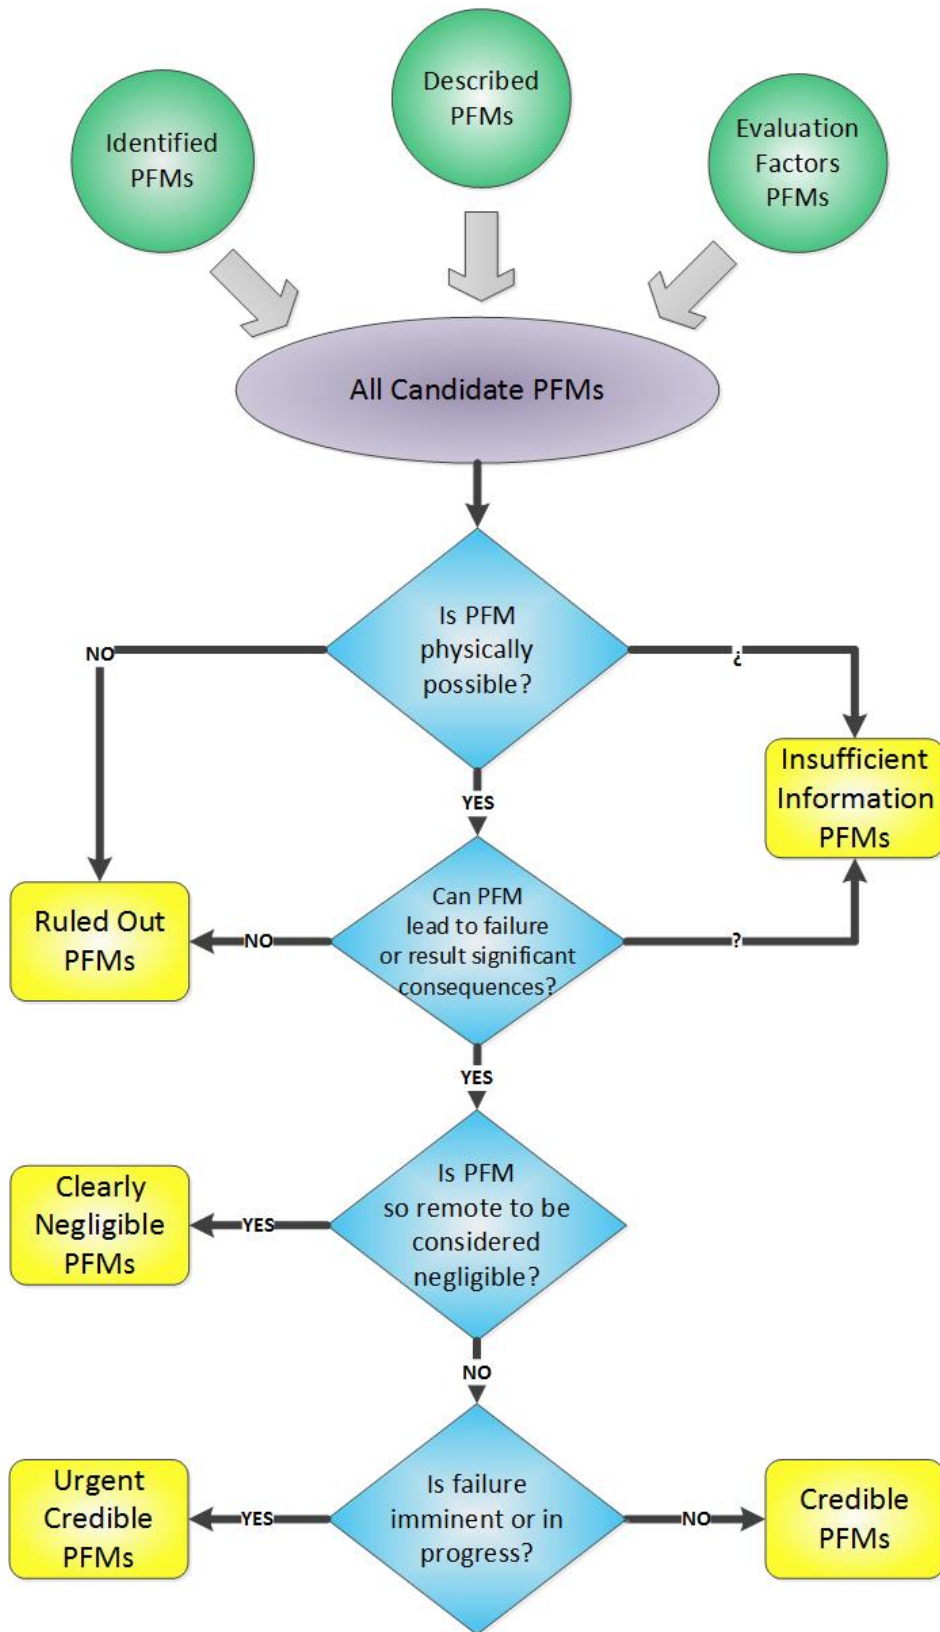 Described
PFMs
Identified
PFMs
Evaluation
Factors
PFMs
All Candidate PFMs
Is PFM
physically
possible?
NO
¿
Insufficient
Information
PFMs
YES
Can PFM
lead to failure
or result significant
consequences?
Ruled Out
PFMs
NO
?
YES
Is PFM
so remote to be
considered
negligible?
Clearly
Negligible
PFMs
YES
NO
Urgent
Credible
PFMs
YES
Is failure
imminent or in
progress?
NO
Credible
PFMs